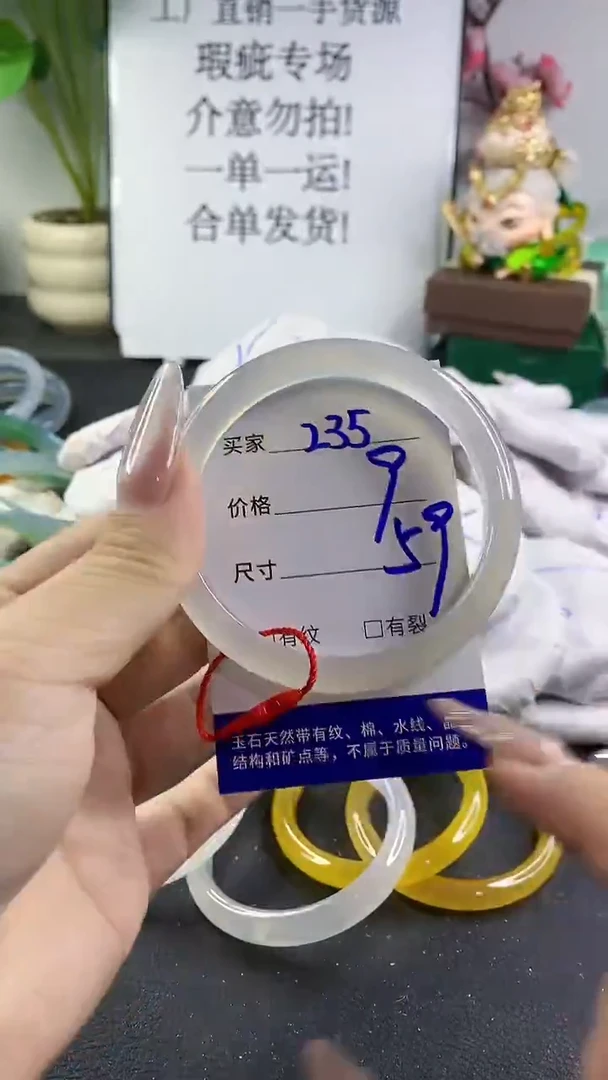 工厂直销一手货源
瑕疵专场
介意勿拍!
一单一运!
合单发货!
买家 235
价格 9
尺寸 59
有纹 □有裂
玉石天然带有纹、棉、水线、
结构和矿点等，不属于质量问题。